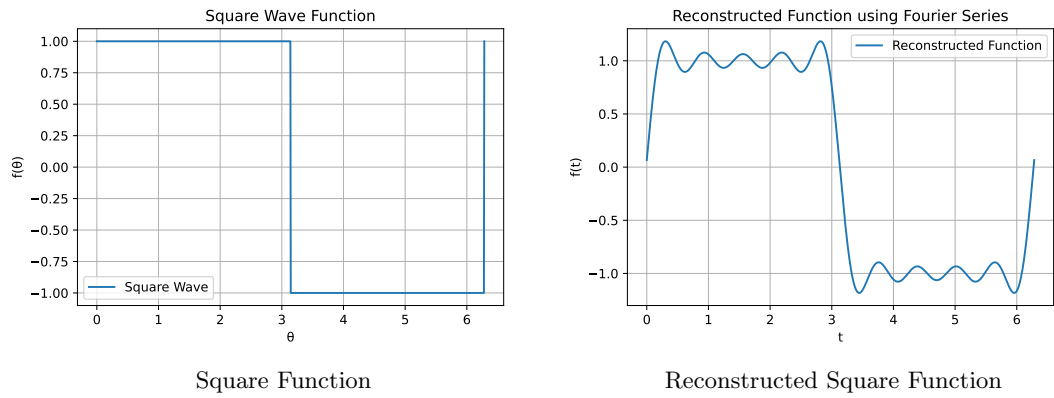 Square Wave Function
1.00
0.75
0.50
0.25
0.00
−0.25
−0.50
−0.75
−1.00
f(θ)
Square Wave
0 1 2 3 4 5 6
θ
Square Function
Reconstructed Function using Fourier Series
Reconstructed Function
1.0
0.5
0.0
−0.5
−1.0
f(t)
0 1 2 3 4 5 6
t
Reconstructed Square Function